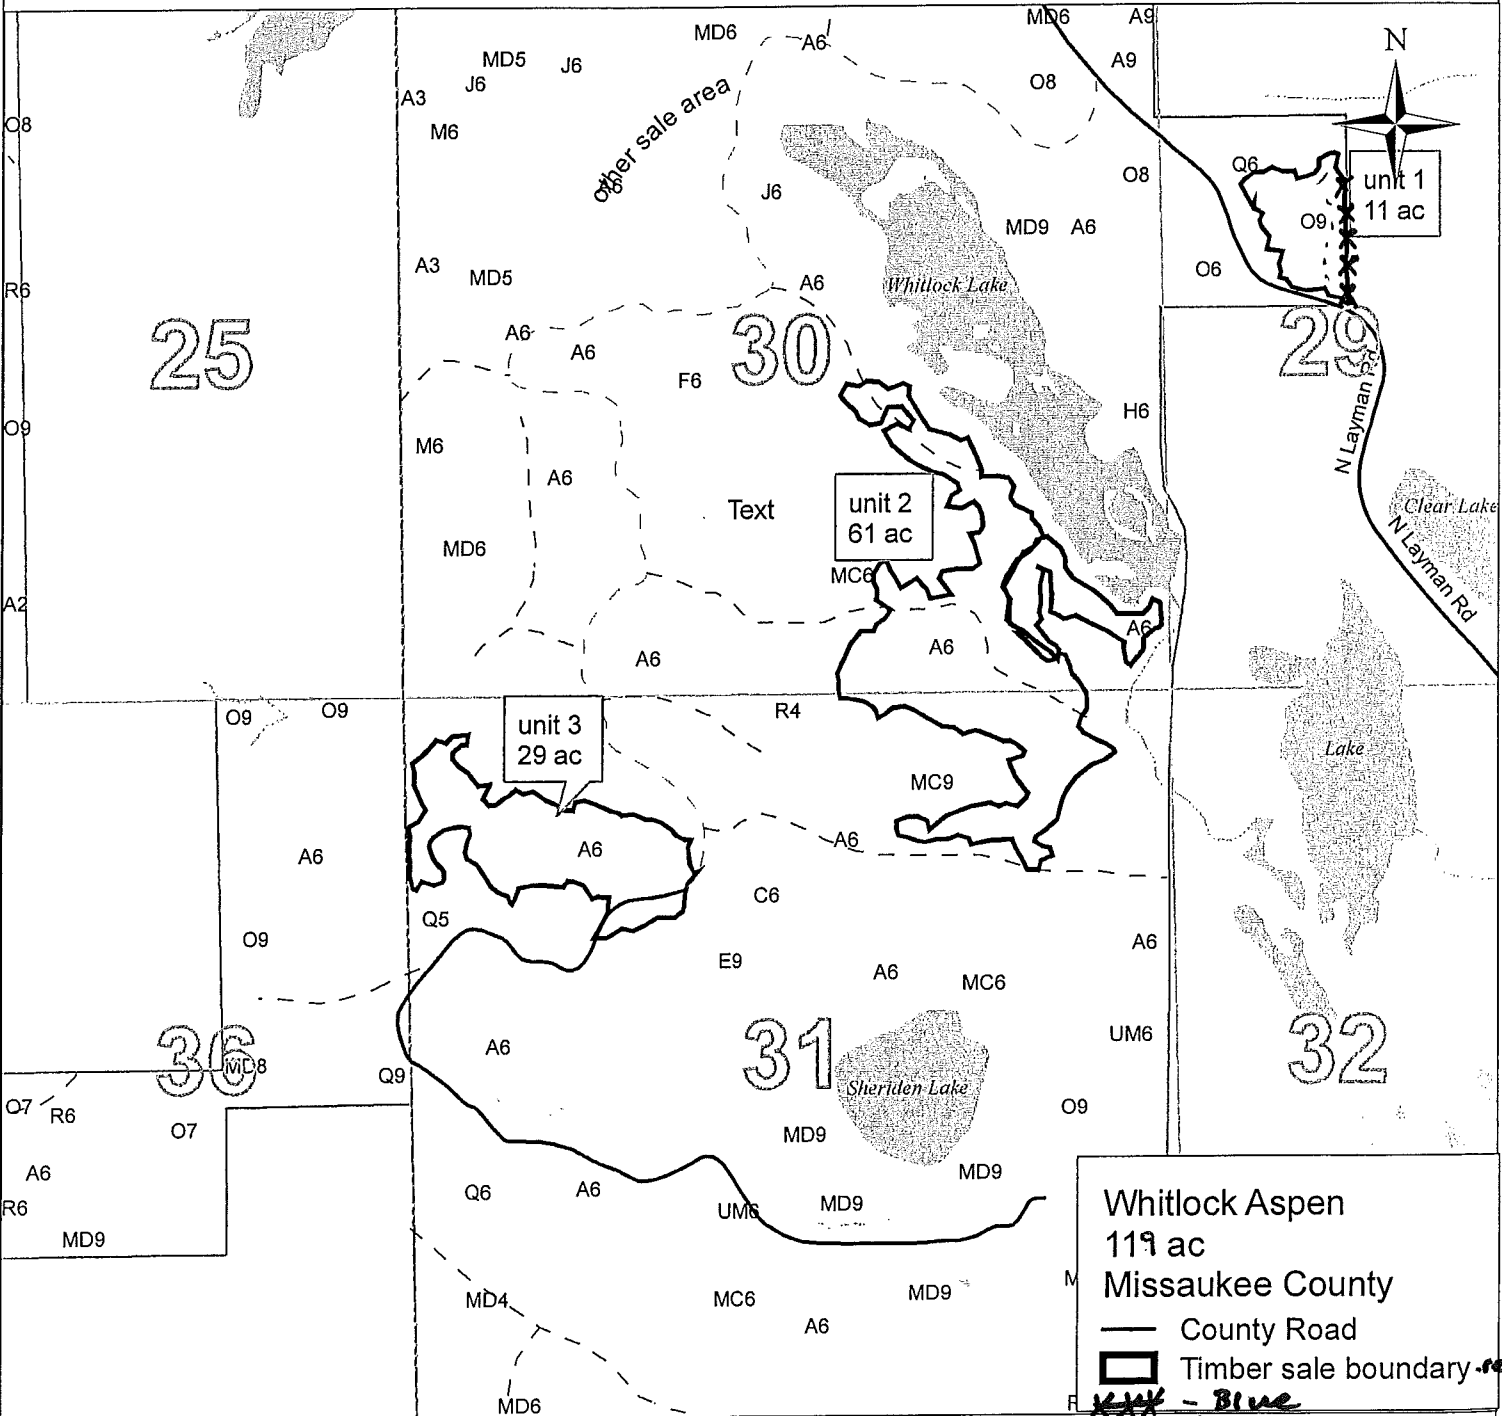 MD6
MD6
A9
A6
N
MD5
J6
J6
A9
O8
A3
other sale area
O8
M6
Q6
O8
unit 1
11 ac
J6
O9
MD9
A6
A3
MD5
O6
R6
A6
Whitlock Lake
A6
A6
25
30
29
F6
N Layman Rd
H6
O9
M6
A6
unit 2
61 ac
Text
Clear Lake
MD6
N Layman Rd
MC6
A2
A6
A6
A6
O9
O9
R4
unit 3
29 ac
Lake
MC9
A6
A6
A6
C6
Q5
O9
A6
E9
A6
MC6
UM6
36
31
32
A6
MD8
Q9
Sheriden Lake
O7
R6
O9
O7
MD9
A6
MD9
Q6
A6
R6
UM6
MD9
MD9
Whitlock Aspen
119 ac
Missaukee County
County Road
Timber sale boundary
XXX - Blue
MD4
MC6
MD9
A6
MD6